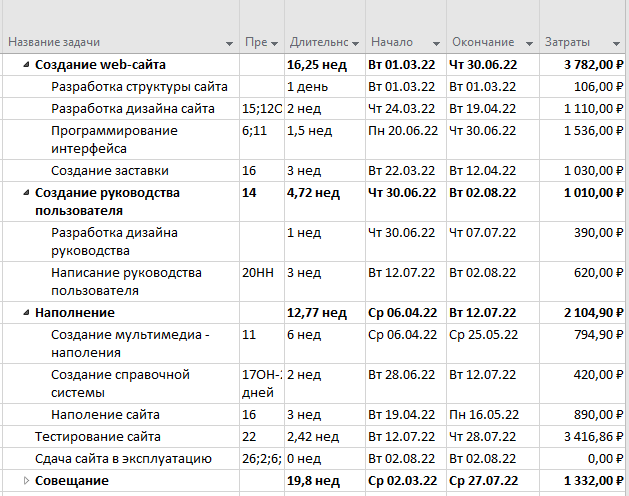 Название задачи Пре Длительнс Начало Окончание Затраты
Создание web-сайта 16,25 нед Вт 01.03.22 Чт 30.06.22 3 782,00 ₽
Разработка структуры сайта 1 день Вт 01.03.22 Вт 01.03.22 106,00 ₽
Разработка дизайна сайта 15;12О 2 нед Чт 24.03.22 Вт 19.04.22 1 110,00 ₽
Программирование 6;11 1,5 нед Пн 20.06.22 Чт 30.06.22 1 536,00 ₽
интерфейса
Создание заставки 16 3 нед Вт 22.03.22 Вт 12.04.22 1 030,00 ₽
Создание руководства 14 4,72 нед Чт 30.06.22 Вт 02.08.22 1 010,00 ₽
пользователя
Разработка дизайна 1 нед Чт 30.06.22 Чт 07.07.22 390,00 ₽
руководства
Написание руководства 20НН 3 нед Вт 12.07.22 Вт 02.08.22 620,00 ₽
пользователя
Наполнение 12,77 нед Ср 06.04.22 Вт 12.07.22 2 104,90 ₽
Создание мультимедиа - 11 6 нед Ср 06.04.22 Ср 25.05.22 794,90 ₽
наполения
Создание справочной 17ОН-2 2 нед Вт 28.06.22 Вт 12.07.22 420,00 ₽
системы дней
Наполение сайта 16 3 нед Вт 19.04.22 Пн 16.05.22 890,00 ₽
Тестирование сайта 22 2,42 нед Вт 12.07.22 Чт 28.07.22 3 416,86 ₽
Сдача сайта в эксплуатацию 26;2;6; 0 нед Вт 02.08.22 Вт 02.08.22 0,00 ₽
Совещание 19,8 нед Ср 02.03.22 Ср 27.07.22 1 332,00 ₽